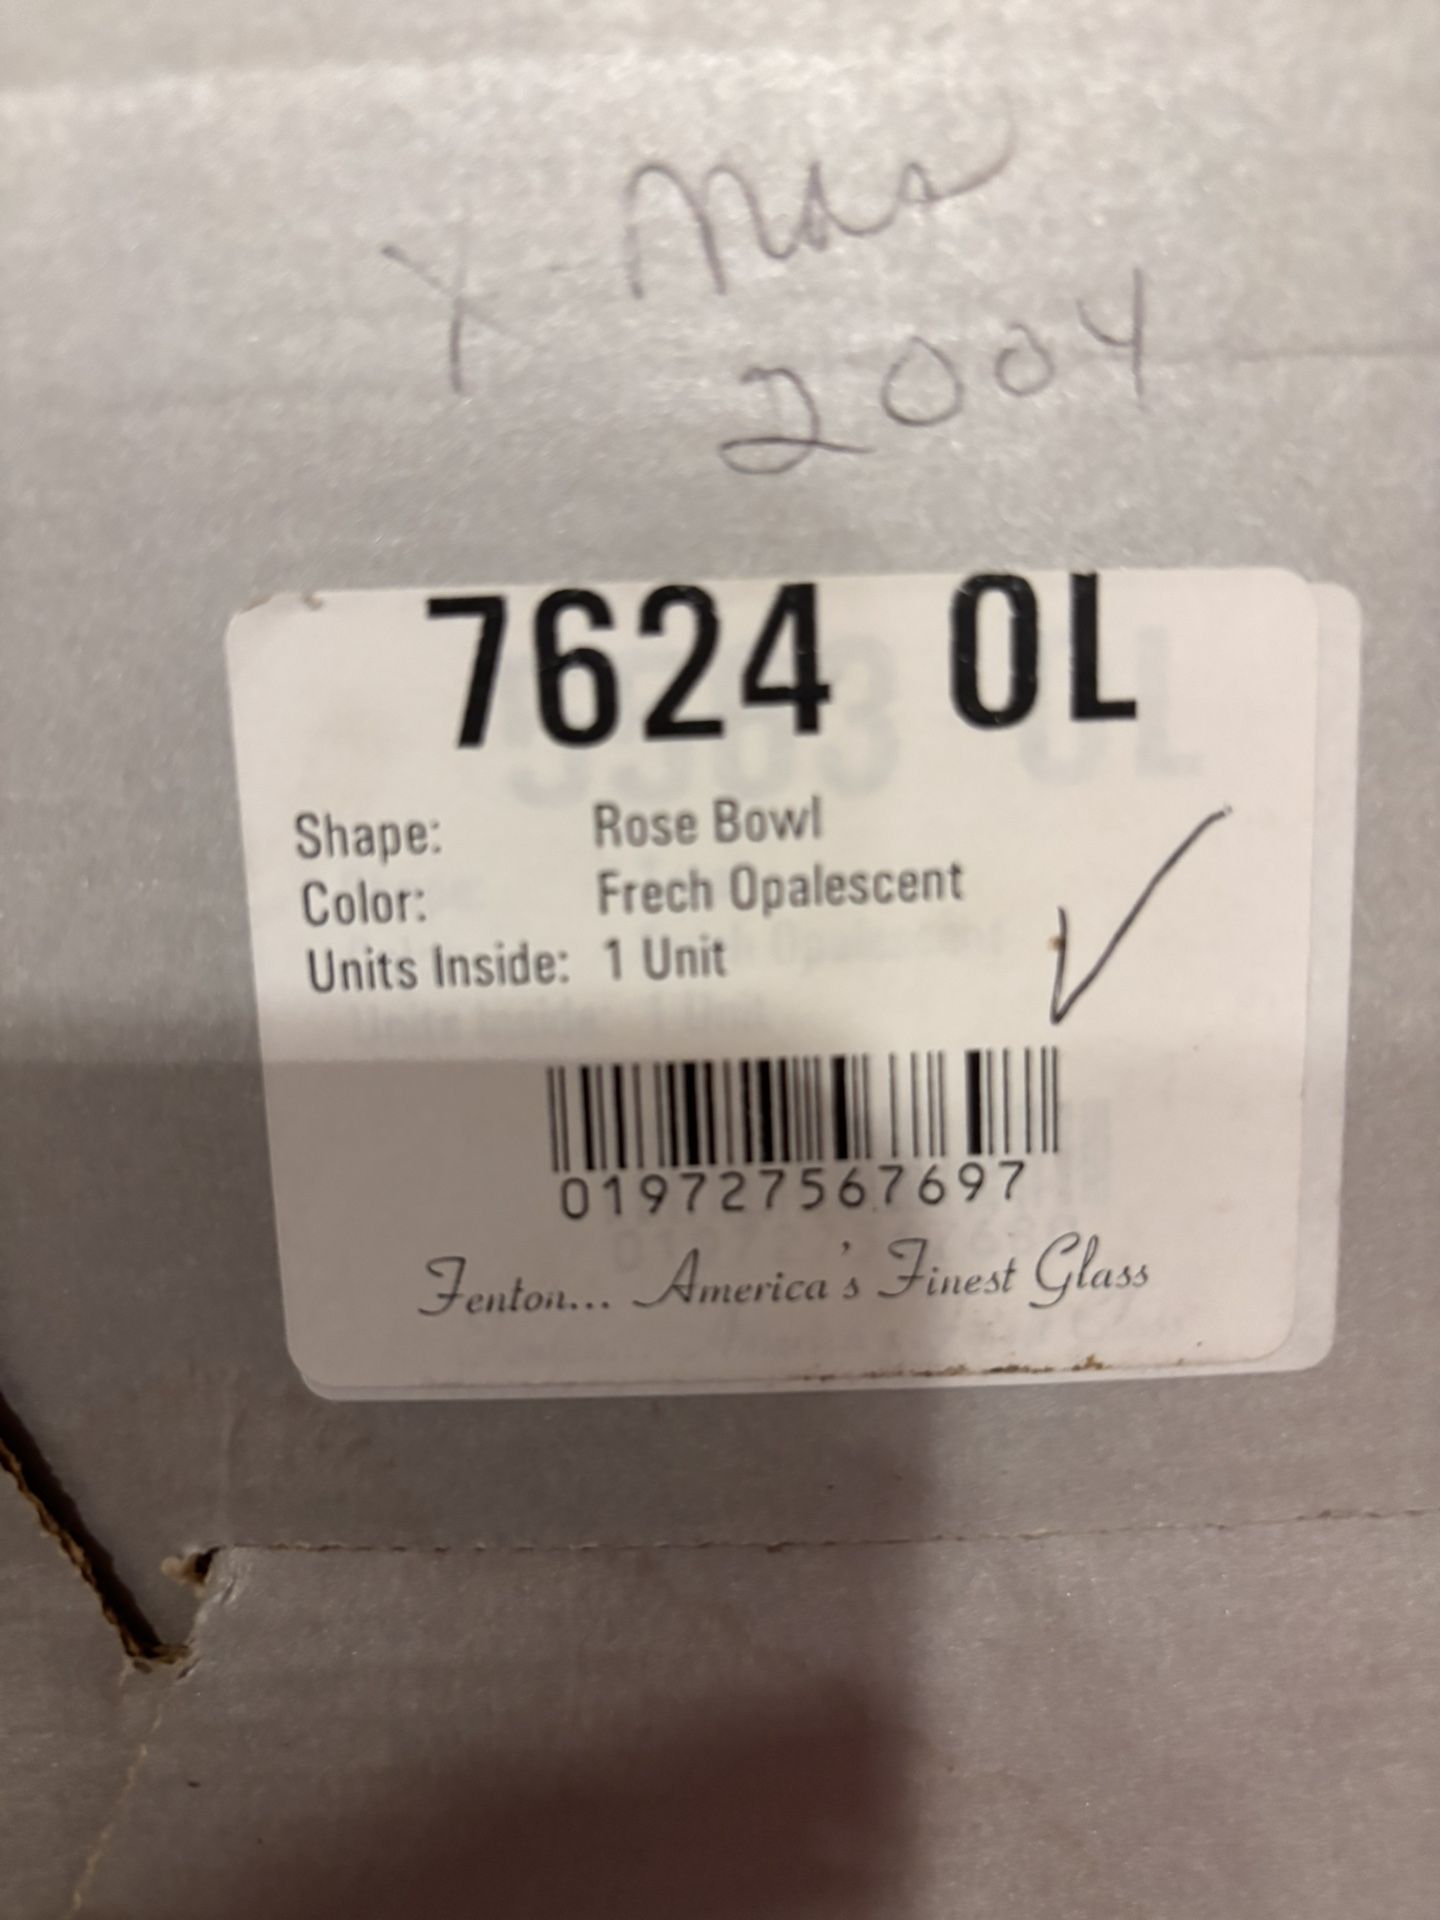 X-Mas
2004
7624 OL
Shape: Rose Bowl
Color: Frech Opalescent
Units Inside: 1 Unit
019727567697
Fenton... America's Finest Glass